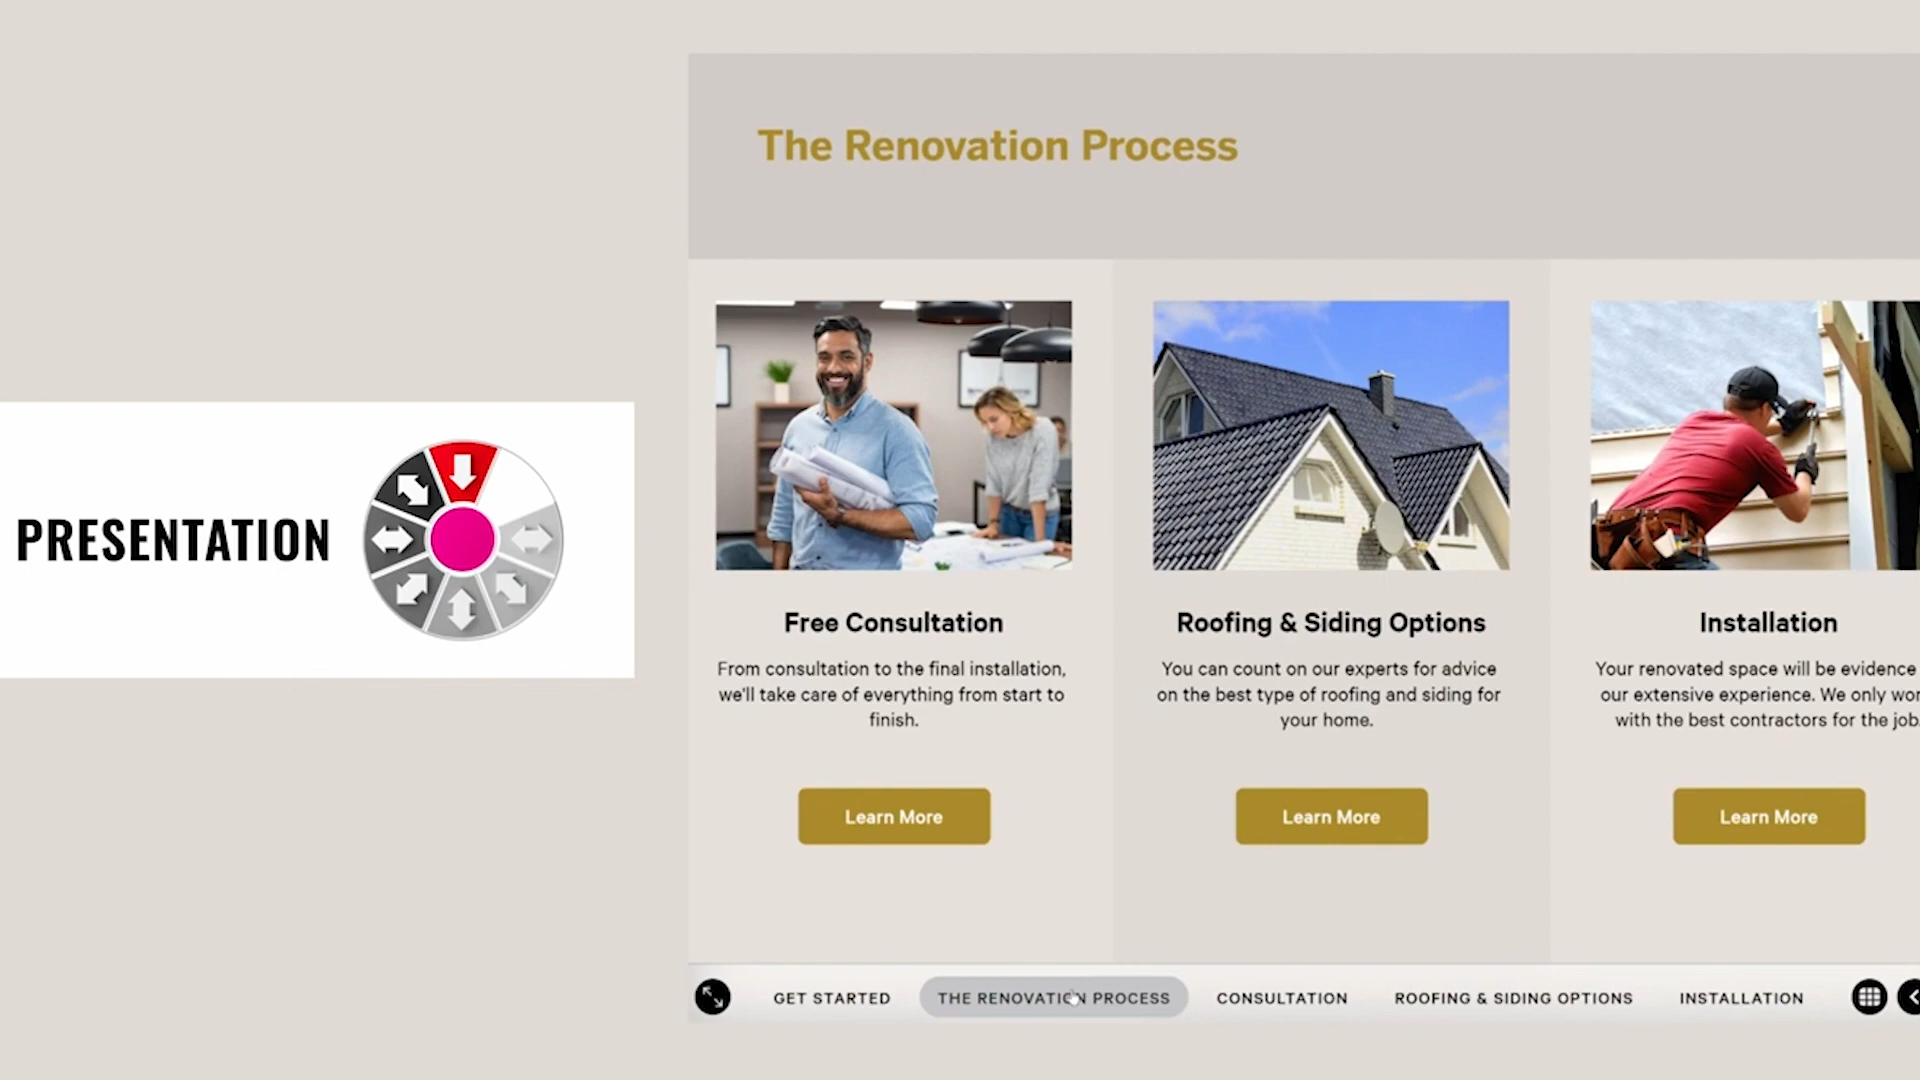 PRESENTATION
The Renovation Process
Free Consultation
From consultation to the final installation,
we'll take care of everything from start to
finish.
Learn More
Roofing & Siding Options
You can count on our experts for advice
on the best type of roofing and siding for
your home.
Learn More
Installation
Your renovated space will be evidence
our extensive experience. We only
with the best contractors for the job.
Learn More
GET STARTED
THE RENOVATION PROCESS
CONSULTATION
ROOFING & SIDING OPTIONS
INSTALLATION